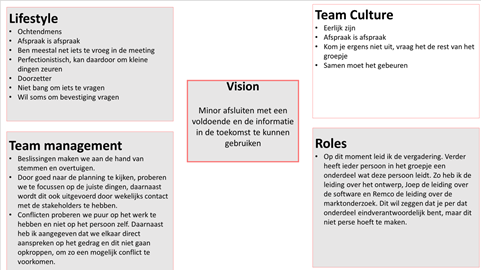 Lifestyle
• Ochtendmens
• Afspraak is afspraak
• Ben meestal net iets te vroeg in de meeting
• Perfectionistisch, kan daardoor om kleine
dingen zeuren
• Doorzetter
• Niet bang om iets te vragen
• Wil soms om bevestiging vragen
Team management
• Beslissingen maken we aan de hand van
stemmen en overtuigen.
• Door goed naar de planning te kijken, proberen
we te focussen op de juiste dingen, daarnaast
wordt dit ook uitgevoerd door wekelijks contact
met de stakeholders te hebben.
• Conflicten proberen we puur op het werk te
hebben en niet op het persoon zelf. Daarnaast
heb ik aangegeven dat we elkaar direct
aanspreken op het gedrag en dit niet gaan
opkroppen, om zo een mogelijk conflict te
voorkomen.
Vision
Minor afsluiten met een
voldoende en de informatie
in de toekomst te kunnen
gebruiken
Team Culture
• Eerlijk zijn
• Afspraak is afspraak
• Kom je ergens niet uit, vraag het de rest van het
groepje
• Samen moet het gebeuren
Roles
• Op dit moment leid ik de vergadering. Verder
heeft ieder persoon in het groepje een
onderdeel wat deze persoon leidt. Zo heb ik de
leiding over het ontwerp, Joep de leiding over
de software en Remco de leiding over de
marktonderzoek. Dit wil zeggen dat je per dat
onderdeel eindverantwoordelijk bent, maar dit
niet perse hoeft te maken.